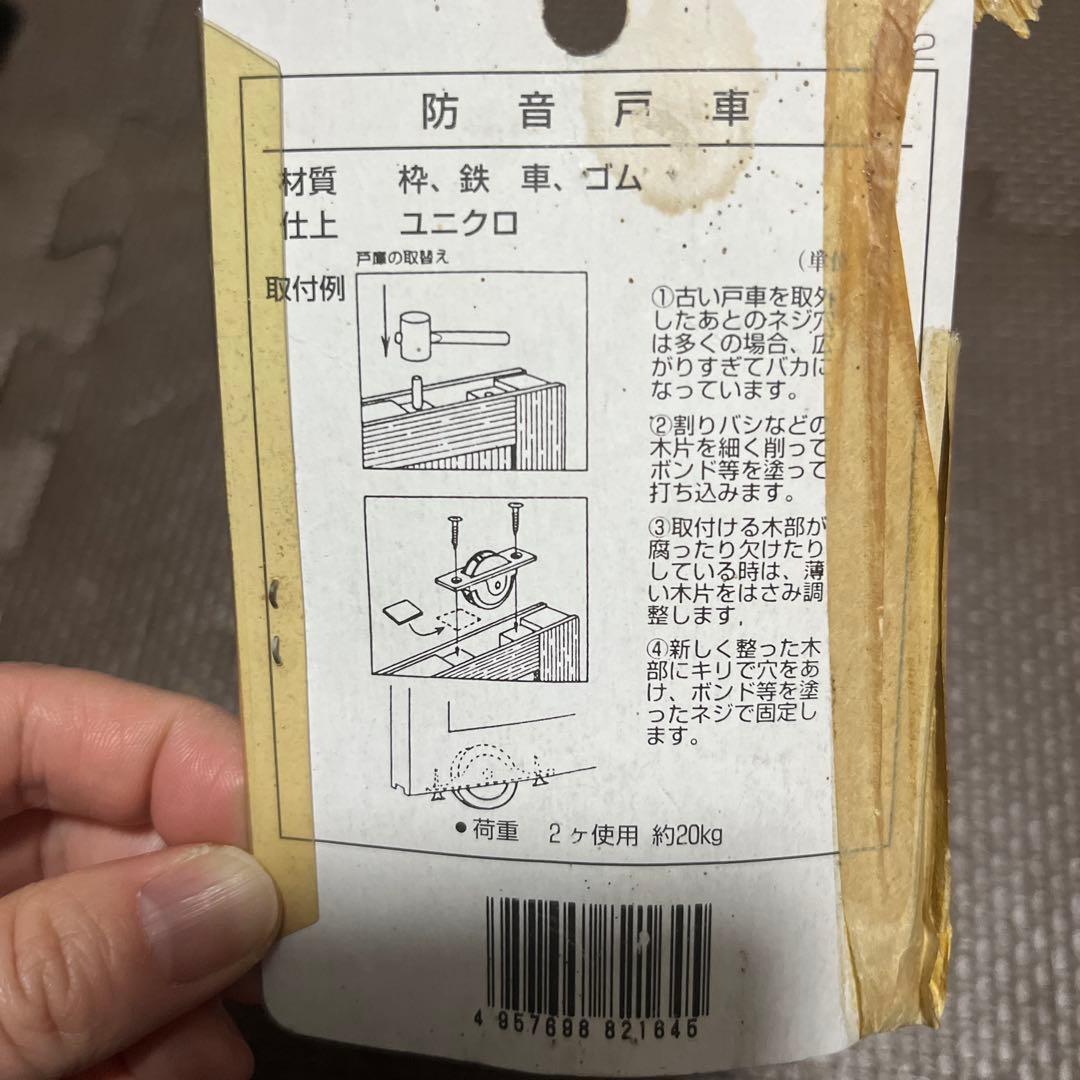 2
防音戸車
材質 枠、鉄 車、ゴム
仕上 ユニクロ
戸車の取替え
取付例
(単
①古い戸車を取外
したあとのネジ穴
は多くの場合、広
がりすぎてバカに
なっています。
②割りバシなどの
木片を細く削って
ボンド等を塗って
打ち込みます。
③取付ける木部が
腐ったり欠けたり
している時は、薄
い木片をはさみ調
整します,
④新しく整った木
部にキリで穴をあ
け、ボンド等を塗
ったネジで固定し
ます。
•荷重 2ヶ使用 約20kg
4 957698 821645